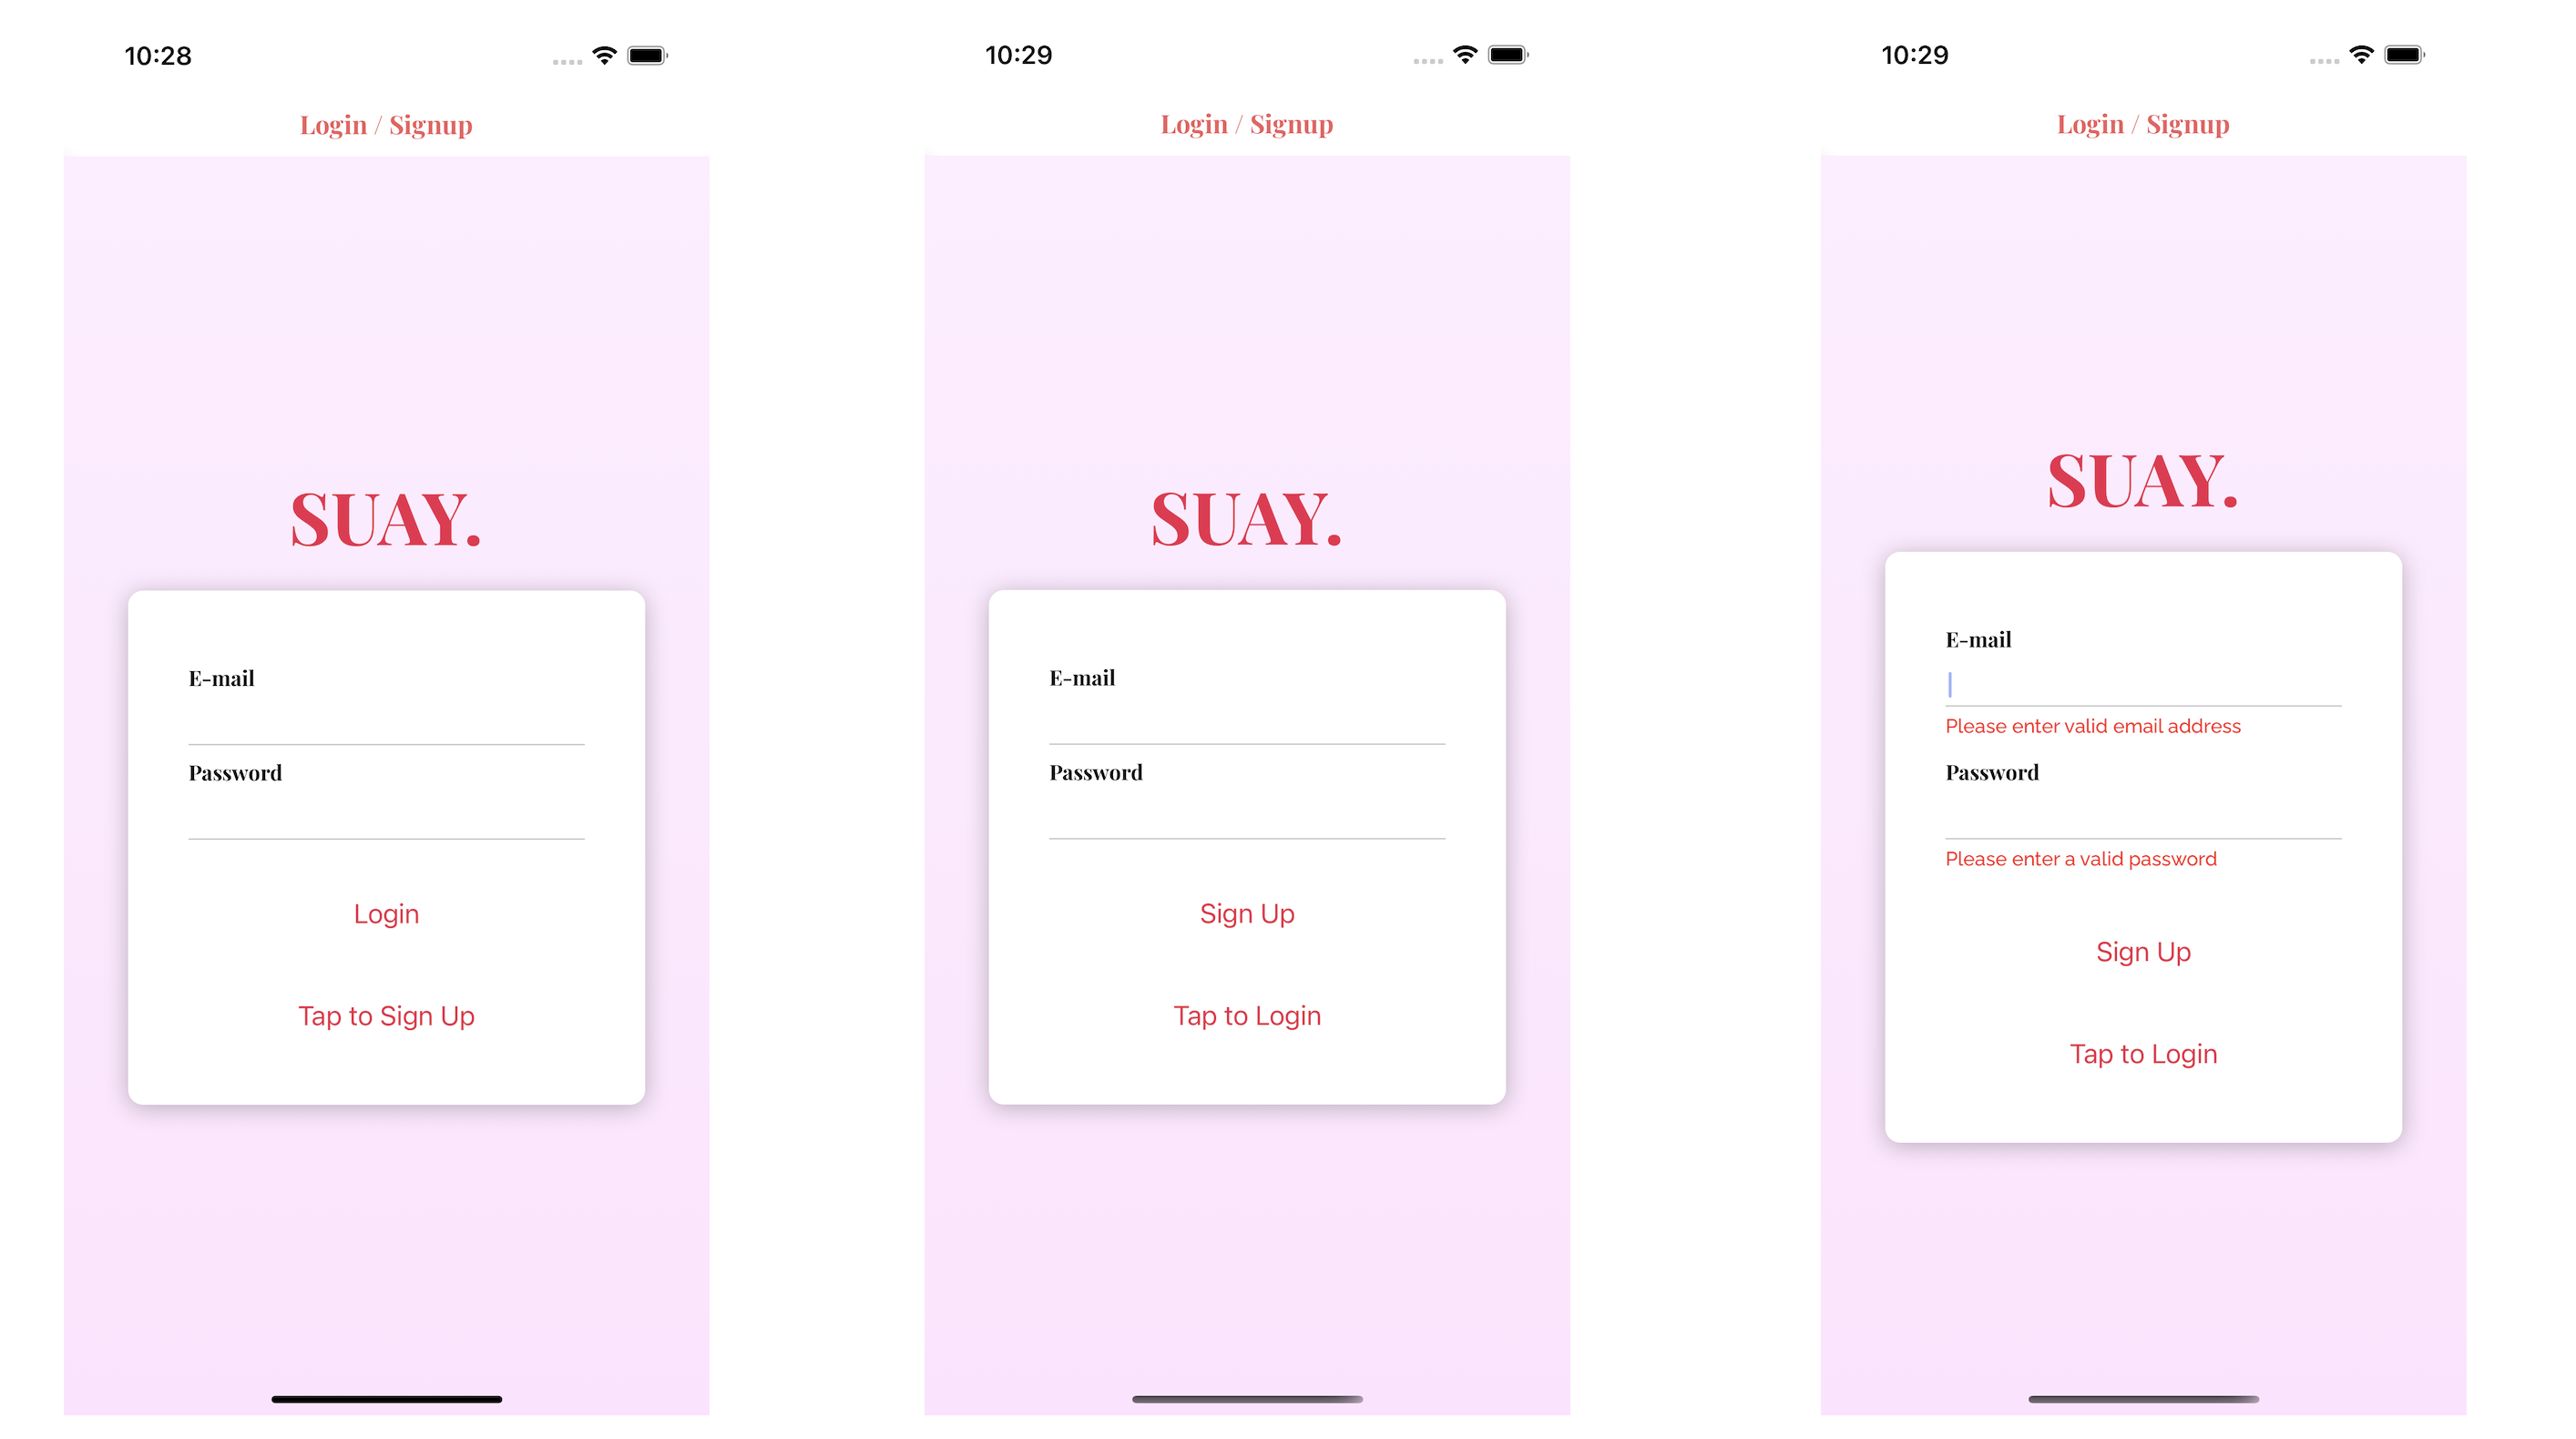 10:28
Login / Signup
SUAY.
E-mail
Password
Login
Tap to Sign Up
10:29
Login / Signup
SUAY.
E-mail
Password
Sign Up
Tap to Login
10:29
Login / Signup
SUAY.
E-mail
Please enter valid email address
Password
Please enter a valid password
Sign Up
Tap to Login